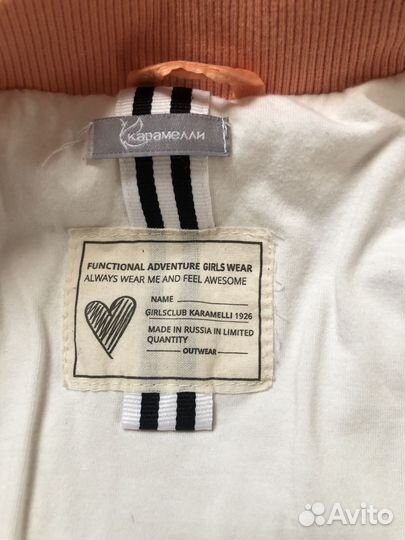 карамелли
FUNCTIONAL ADVENTURE GIRLS WEAR
ALWAYS WEAR ME AND FEEL AWESOME
NAME
GIRLSCLUB KARAMELLI 1926
MADE IN RUSSIA IN LIMITED
QUANTITY
OUTWEAR
Avito